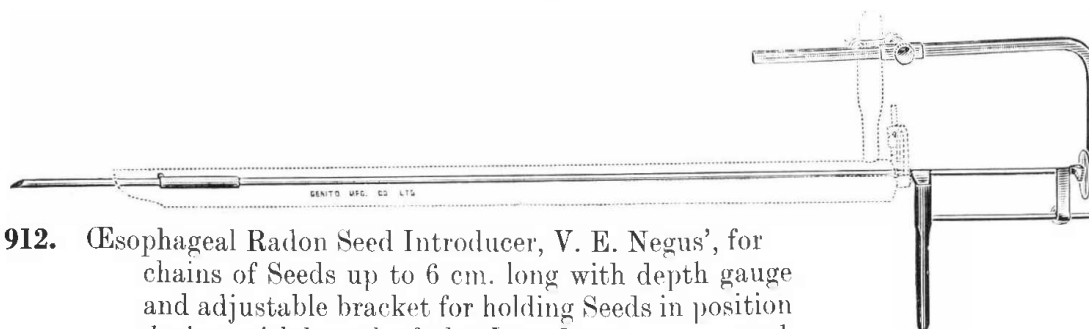 GENITO MFG. CO LTD
912. Œsophageal Radon Seed Introducer, V. E. Negus', for
chains of Seeds up to 6 cm. long with depth gauge
and adjustable bracket for holding Seeds in position